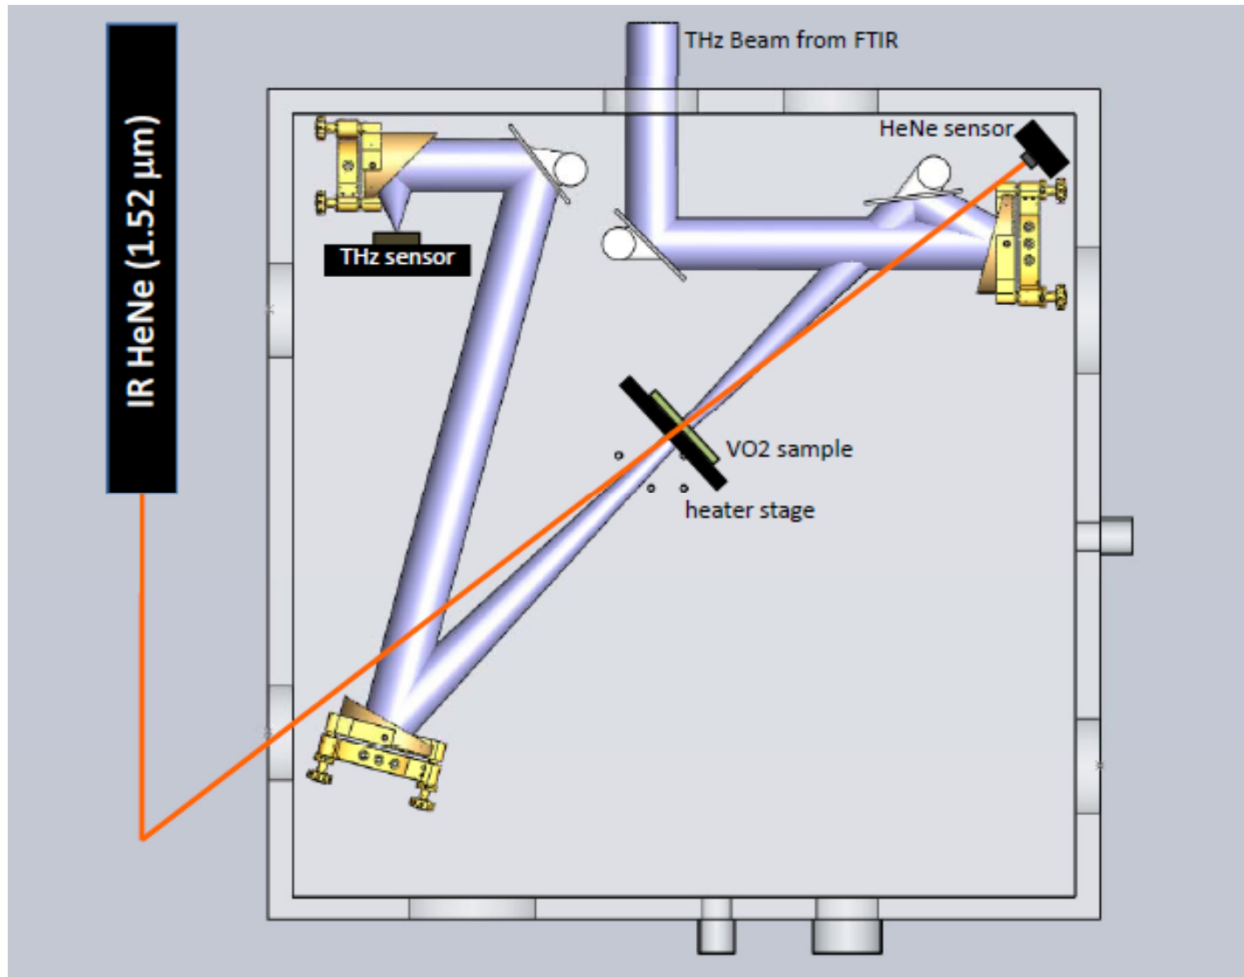 THz Beam from FTIR
HeNe sensor
IR HeNe (1.52 µm)
THz sensor
VO2 sample
heater stage